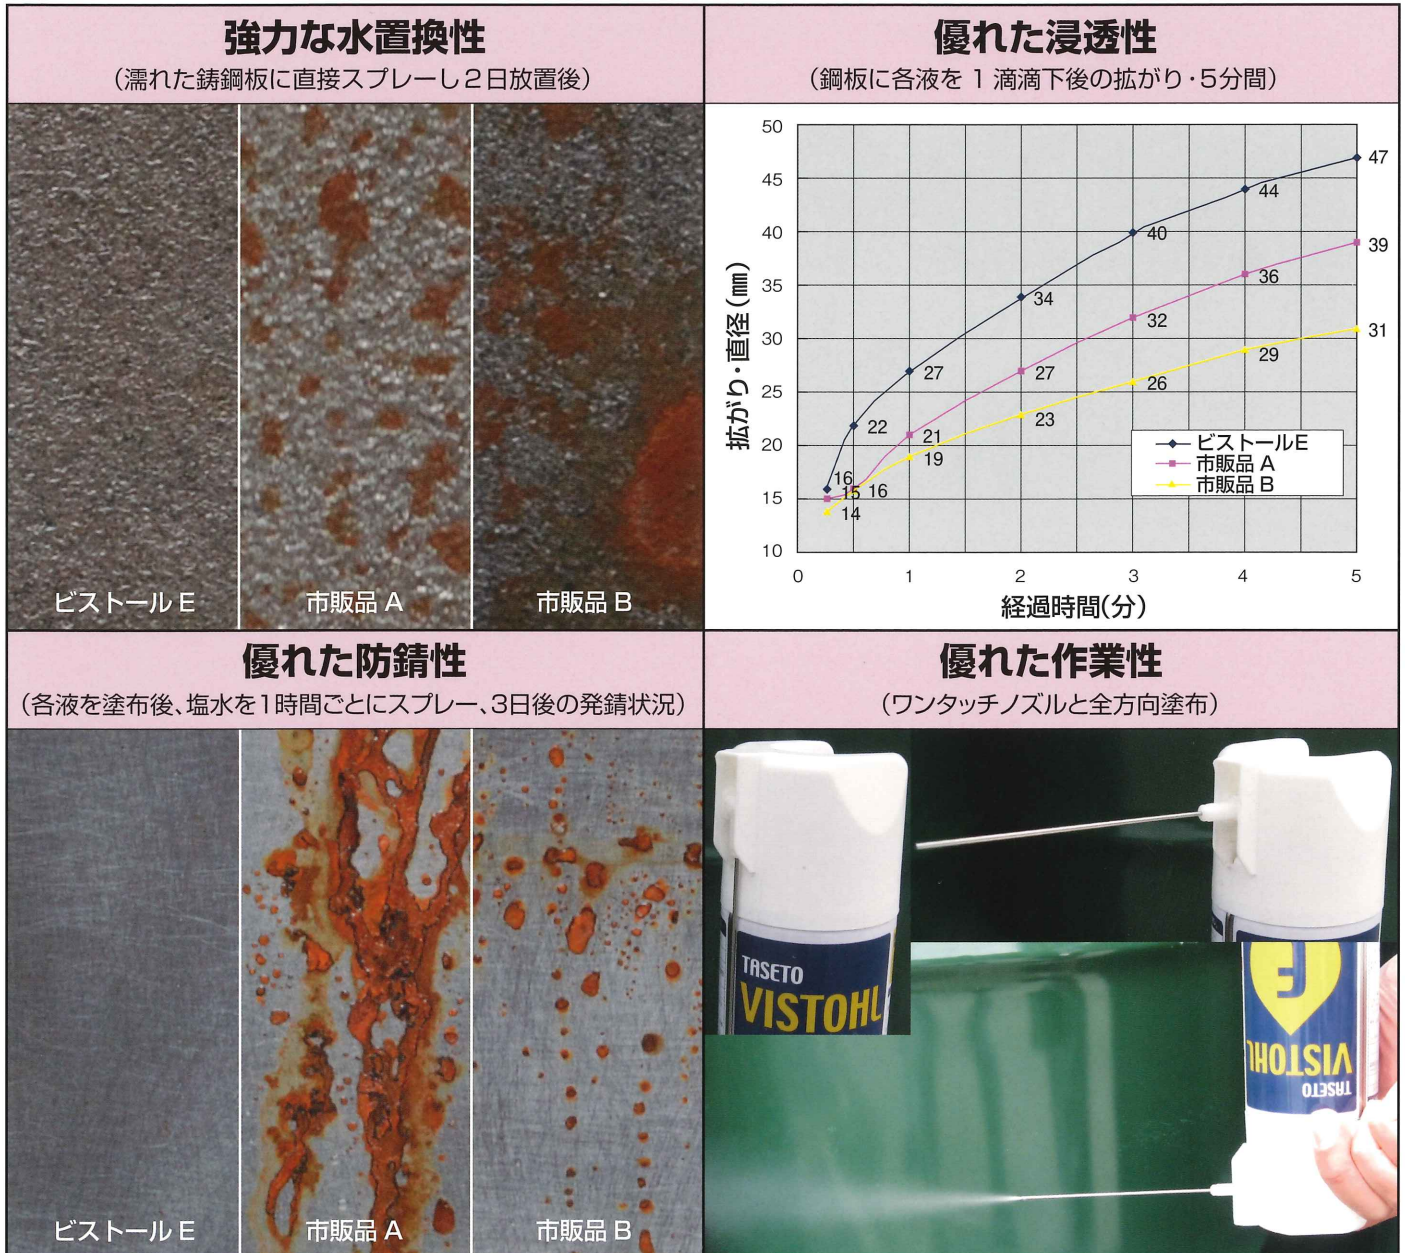 強力な水置換性
(濡れた鋳鋼板に直接スプレーし2日放置後)
ビストールE
市販品A
市販品B
優れた浸透性
(鋼板に各液を1滴滴下後の拡がり・5分間)
拡がり・直径(㎜)
50
45
40
35
30
25
20
15
10
0
1
2
3
4
5
経過時間(分)
16
22
27
34
40
44
47
15
16
21
27
32
36
39
14
19
23
26
29
31
ビストールE
市販品A
市販品B
優れた防錆性
(各液を塗布後、塩水を1時間ごとにスプレー、3日後の発錆状況)
ビストールE
市販品A
市販品B
優れた作業性
(ワンタッチノズルと全方向塗布)
TASETO
VISTOHL
E
VISTOHL
TASETO